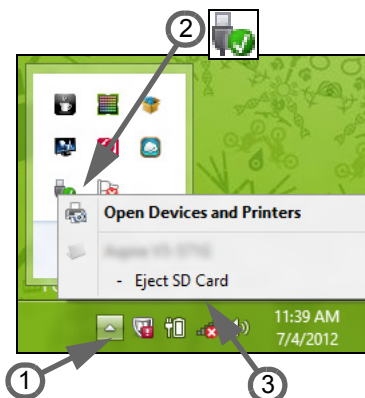 2
Open Devices and Printers
- Eject SD Card
11:39 AM
7/4/2012
1
3